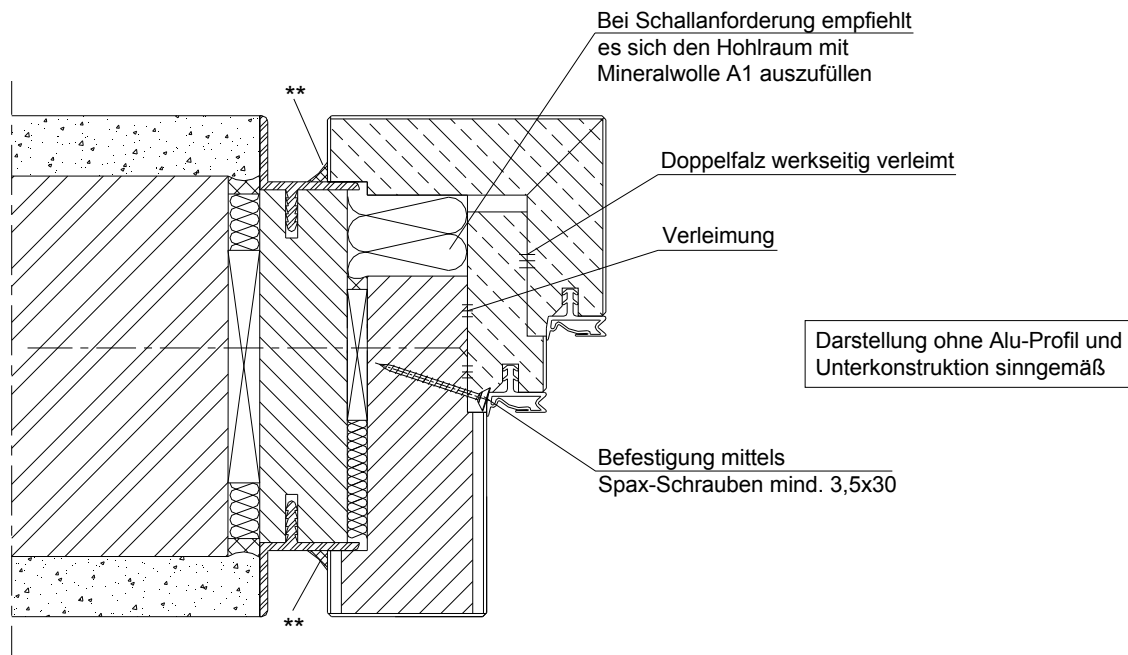 Bei Schallanforderung empfiehlt
es sich den Hohlraum mit
Mineralwolle A1 auszufüllen
**
Doppelfalz werkseitig verleimt
Verleimung
Darstellung ohne Alu-Profil und
Unterkonstruktion sinngemäß
Befestigung mittels
Spax-Schrauben mind. 3,5x30
**